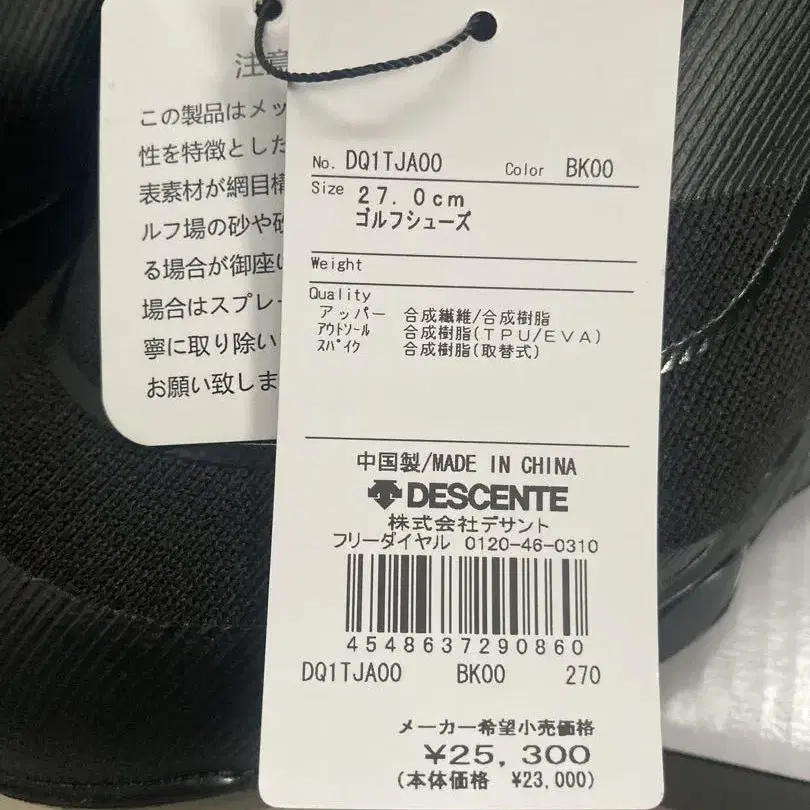 注意
この製品はメッ
性を特徴とした
表素材が網目構
ルフ場の砂や
る場合が御座い
場合はスプレー
寧に取り除い
お願い致しま
No. DQ1TJA00 Color BK00
Size 27.0cm
ゴルフシューズ
Weight
Quality
アッパー 合成繊維/合成樹脂
アウトソール 合成樹脂(TPU/EVA)
スパイク 合成樹脂(取替式)
中国製/MADE IN CHINA
DESCENTE
株式会社デサント
フリーダイヤル 0120-46-0310
4548637290860
DQ1TJA00 BK00 270
メーカー希望小売価格
¥25,300
(本体価格 ¥23,000)